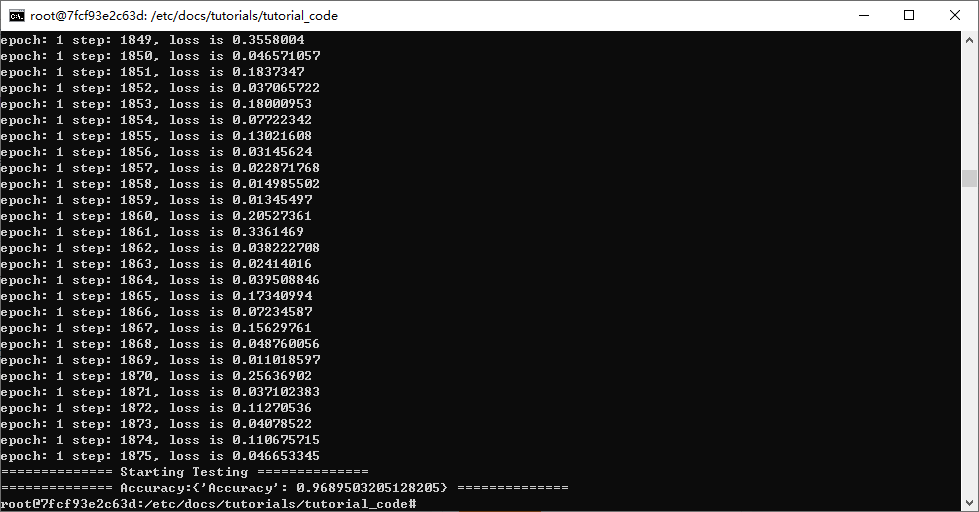 root@7fcf93e2c63d: /etc/docs/tutorials/tutorial_code
epoch: 1 step: 1849, loss is 0.3558004
epoch: 1 step: 1850, loss is 0.046571057
epoch: 1 step: 1851, loss is 0.1837347
epoch: 1 step: 1852, loss is 0.037065722
epoch: 1 step: 1853, loss is 0.18000953
epoch: 1 step: 1854, loss is 0.07722342
epoch: 1 step: 1855, loss is 0.13021608
epoch: 1 step: 1856, loss is 0.03145624
epoch: 1 step: 1857, loss is 0.022871768
epoch: 1 step: 1858, loss is 0.014985502
epoch: 1 step: 1859, loss is 0.01345497
epoch: 1 step: 1860, loss is 0.20527361
epoch: 1 step: 1861, loss is 0.3361469
epoch: 1 step: 1862, loss is 0.038222708
epoch: 1 step: 1863, loss is 0.02414016
epoch: 1 step: 1864, loss is 0.039508846
epoch: 1 step: 1865, loss is 0.17340994
epoch: 1 step: 1866, loss is 0.07234587
epoch: 1 step: 1867, loss is 0.15629761
epoch: 1 step: 1868, loss is 0.048760056
epoch: 1 step: 1869, loss is 0.011018597
epoch: 1 step: 1870, loss is 0.25636902
epoch: 1 step: 1871, loss is 0.037102383
epoch: 1 step: 1872, loss is 0.11270536
epoch: 1 step: 1873, loss is 0.04078522
epoch: 1 step: 1874, loss is 0.110675715
epoch: 1 step: 1875, loss is 0.046653345
============== Starting Testing ==============
============== Accuracy:{'Accuracy': 0.9689503205128205} ==============
root@7fcf93e2c63d:/etc/docs/tutorials/tutorial_code#